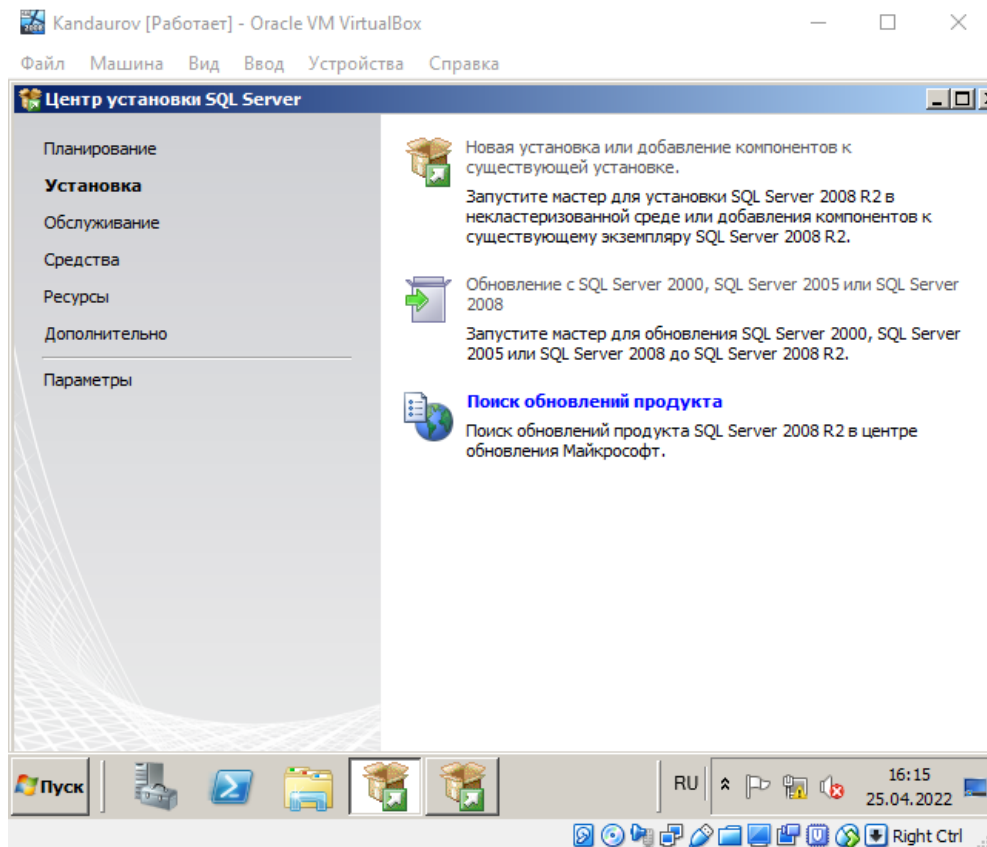 Kandaurov [Работает] - Oracle VM VirtualBox
Файл Машина Вид Ввод Устройства Справка
Центр установки SQL Server
Планирование
Установка
Обслуживание
Средства
Ресурсы
Дополнительно
Параметры
Новая установка или добавление компонентов к
существующей установке.
Запустите мастер для установки SQL Server 2008 R2 в
некластеризованной среде или добавления компонентов к
существующему экземпляру SQL Server 2008 R2.
Обновление с SQL Server 2000, SQL Server 2005 или SQL Server
2008
Запустите мастер для обновления SQL Server 2000, SQL Server
2005 или SQL Server 2008 до SQL Server 2008 R2.
Поиск обновлений продукта
Поиск обновлений продукта SQL Server 2008 R2 в центре
обновления Майкрософт.
Пуск
RU
16:15
25.04.2022
Right Ctrl